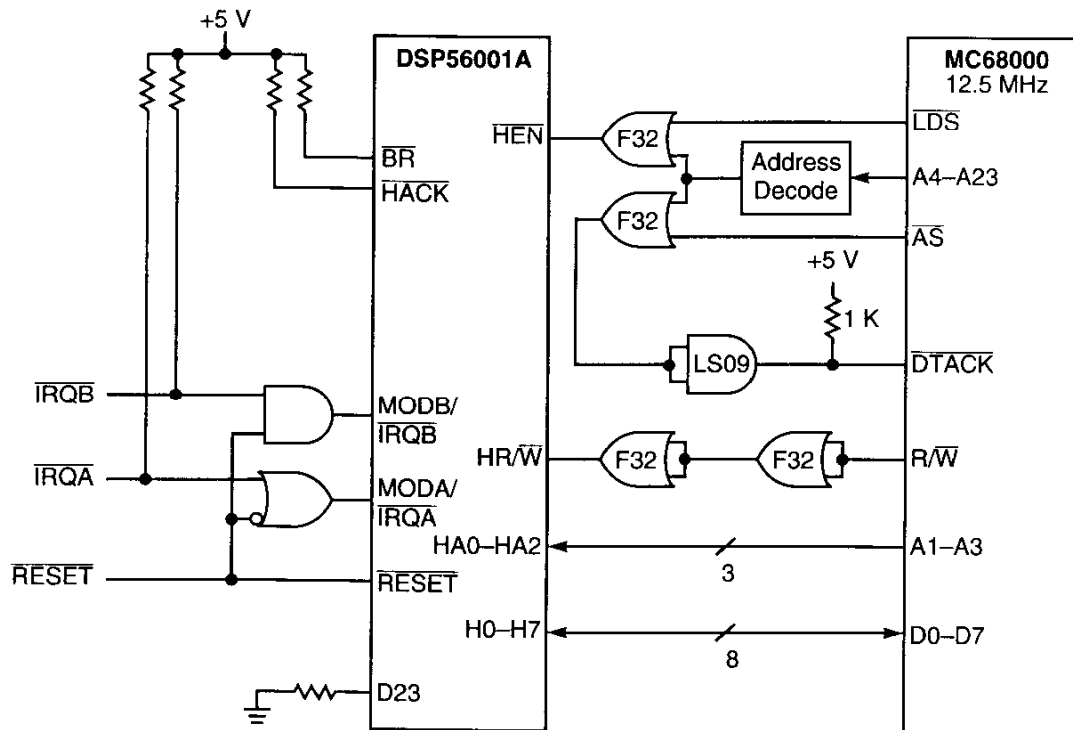 +5 V
DSP56001A
MC68000
12.5 MHz
HEN
F32
LDS
BR
HACK
Address
Decode
A4–A23
F32
AS
+5 V
1 K
LS09
DTACK
IRQB
MODB/
IRQB
HR/W
F32
F32
R/W
IRQA
MODA/
IRQA
HA0–HA2
3
A1–A3
RESET
RESET
H0–H7
8
D0–D7
D23